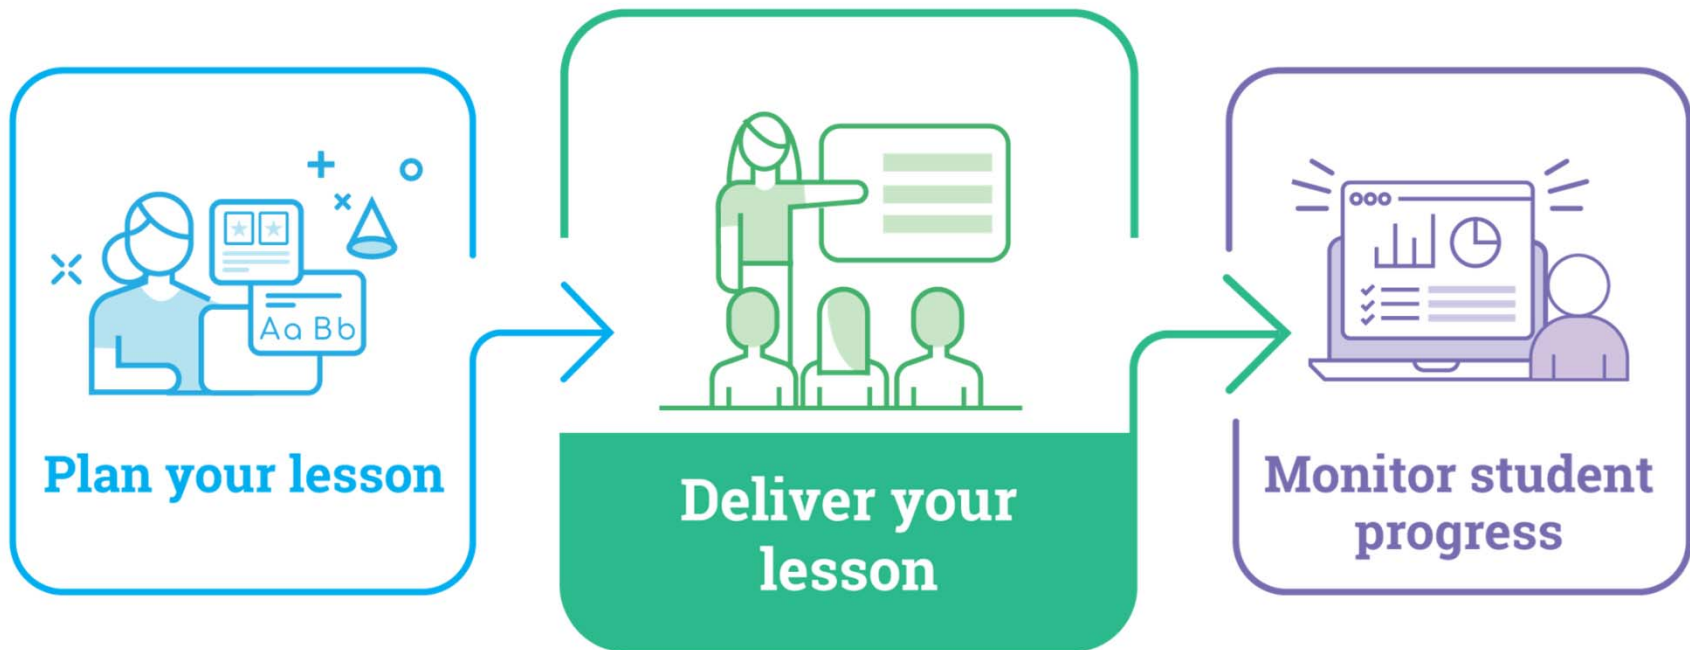 Aa Bb
Plan your lesson
Deliver your
lesson
Monitor student
progress